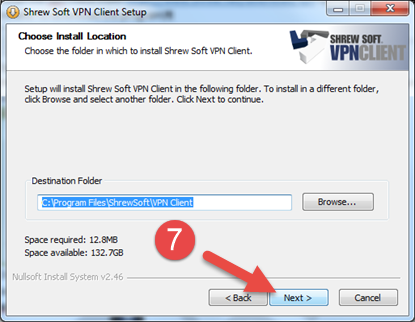 Shrew Soft VPN Client Setup
Choose Install Location
Choose the folder in which to install Shrew Soft VPN Client.
SHREW SOFT
VPNCLIENT
Setup will install Shrew Soft VPN Client in the following folder. To install in a different folder,
click Browse and select another folder. Click Next to continue.
Destination Folder
C:\Program Files\ShrewSoft\VPN Client
Browse...
Space required: 12.8MB
Space available: 132.7GB
7
Nullsoft Install System v2.46
< Back
Next >
Cancel